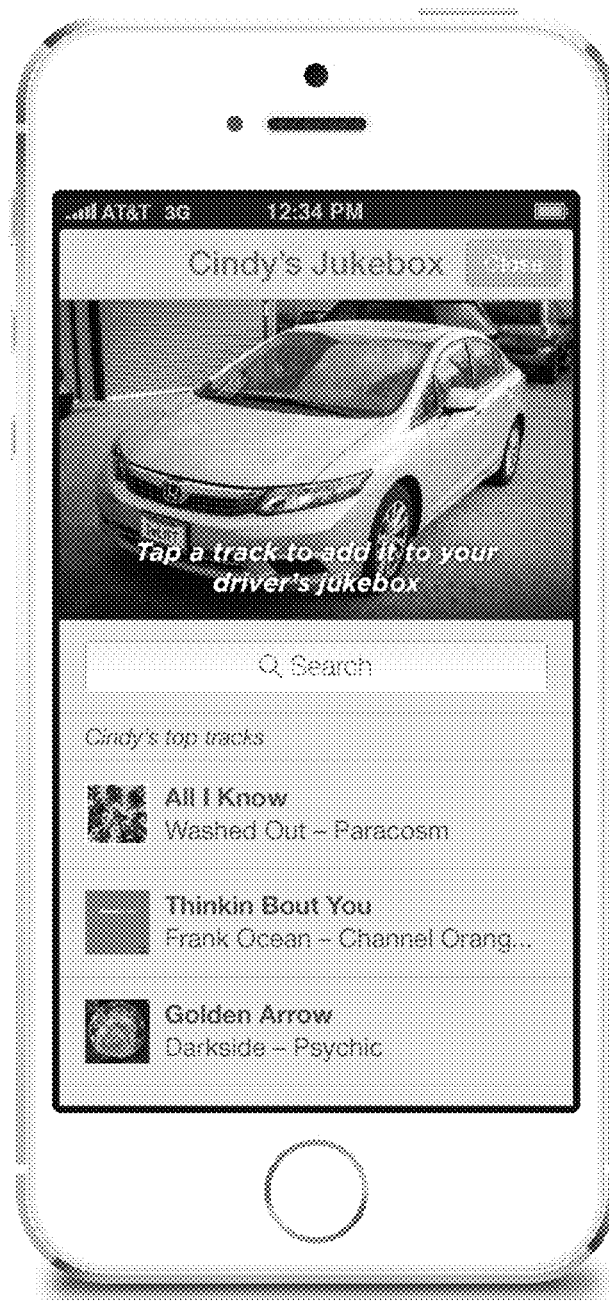 AT&T 3G 12:34 PM
Cindy's Jukebox Close
Tap a track to add it to your
driver's jukebox
Search
Cindy's top tracks
All I Know
Washed Out – Paracosm
Thinkin Bout You
Frank Ocean – Channel Orang...
Golden Arrow
Darkside – Psychic